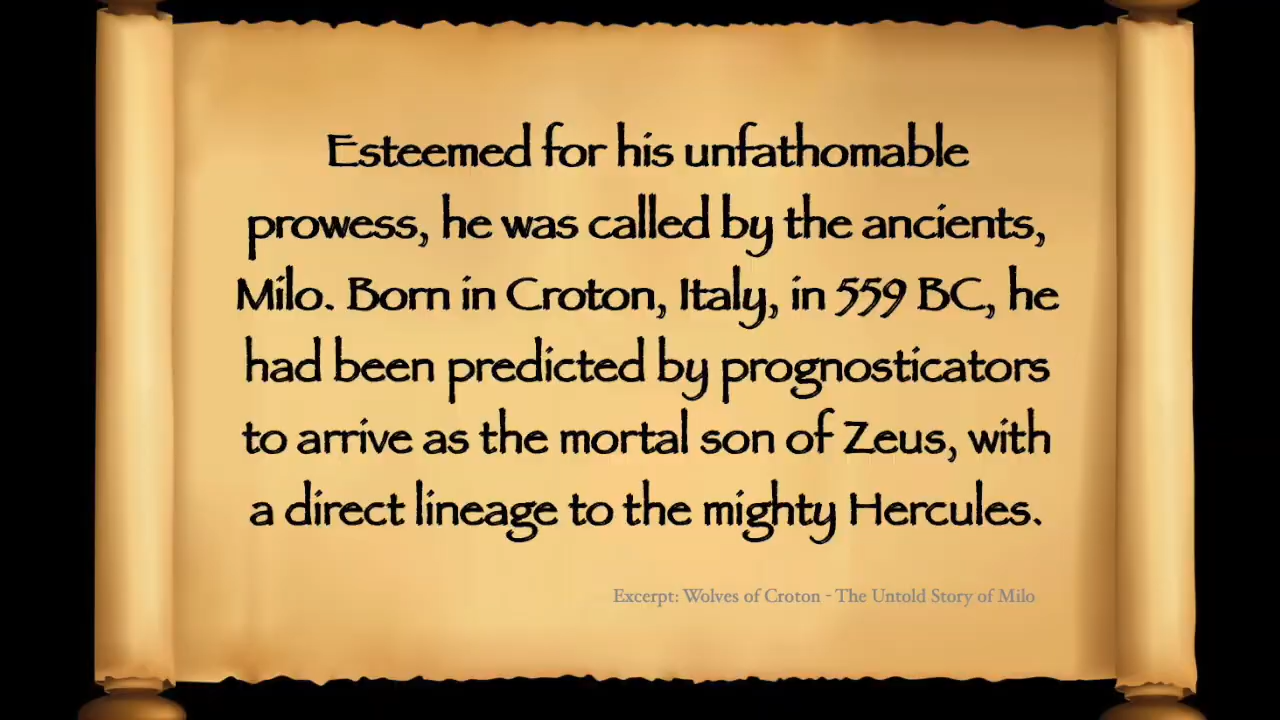 Esteemed for his unfathomable
prowess, he was called by the ancients,
Milo. Born in Croton, Italy, in 559 BC, he
had been predicted by prognosticators
to arrive as the mortal son of Zeus, with
a direct lineage to the mighty Hercules.
Excerpt: Wolves of Croton - The Untold Story of Milo